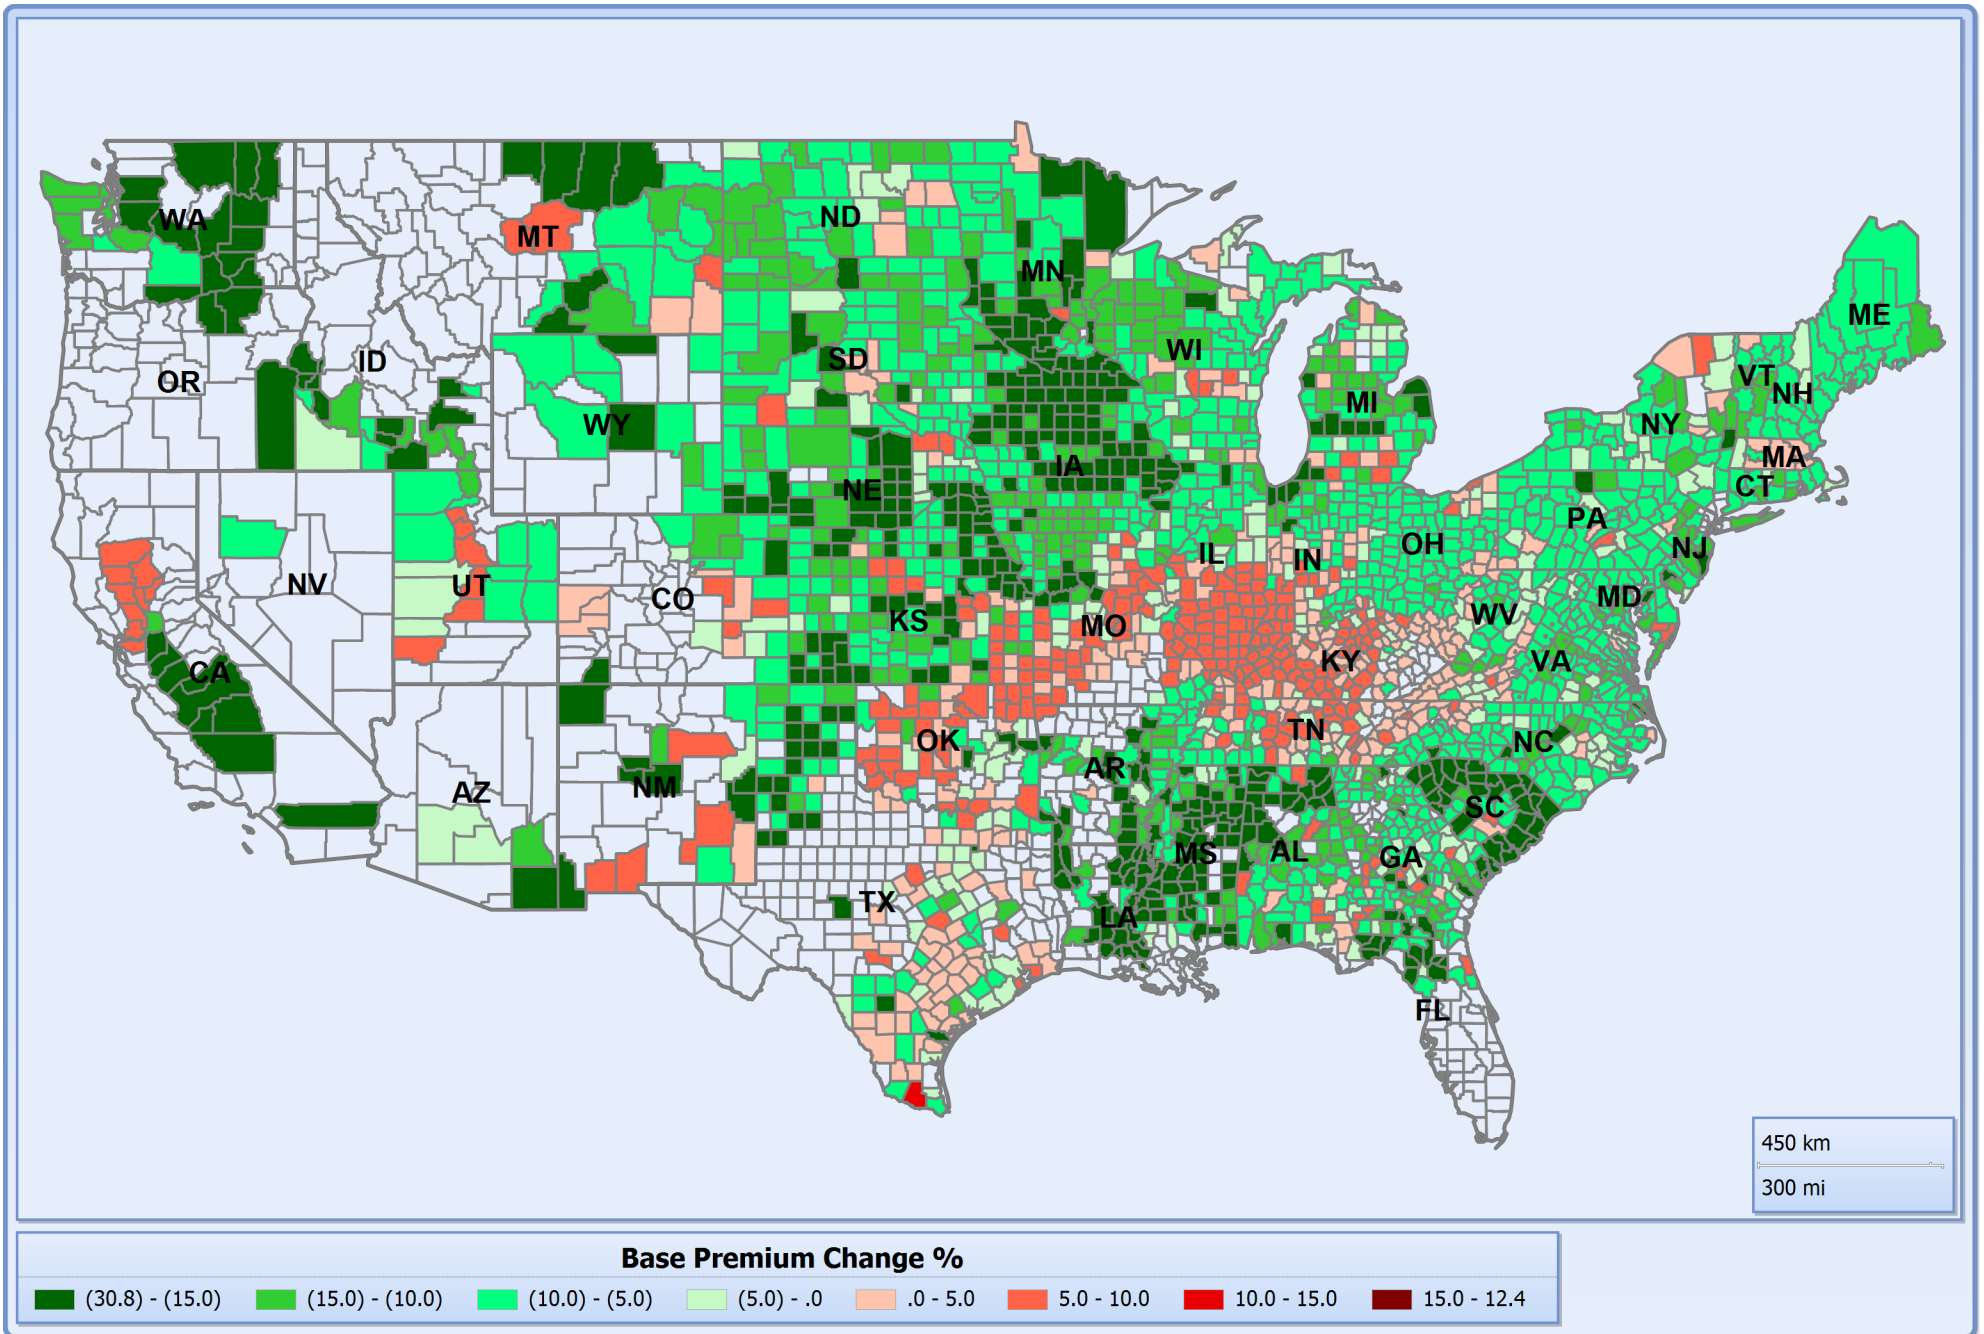 WA
MT
ND
MN
ME
OR
ID
SD
WI
MI
VT
NH
NY
WY
MA
IA
NE
CT
PA
NV
UT
CO
IL
IN
OH
NJ
KS
MO
WV
MD
CA
KY
VA
AZ
NM
OK
AR
TN
NC
SC
MS
AL
GA
TX
LA
FL
450 km
300 mi
Base Premium Change %
(30.8) - (15.0) (15.0) - (10.0) (10.0) - (5.0) (5.0) - .0 .0 - 5.0 5.0 - 10.0 10.0 - 15.0 15.0 - 12.4